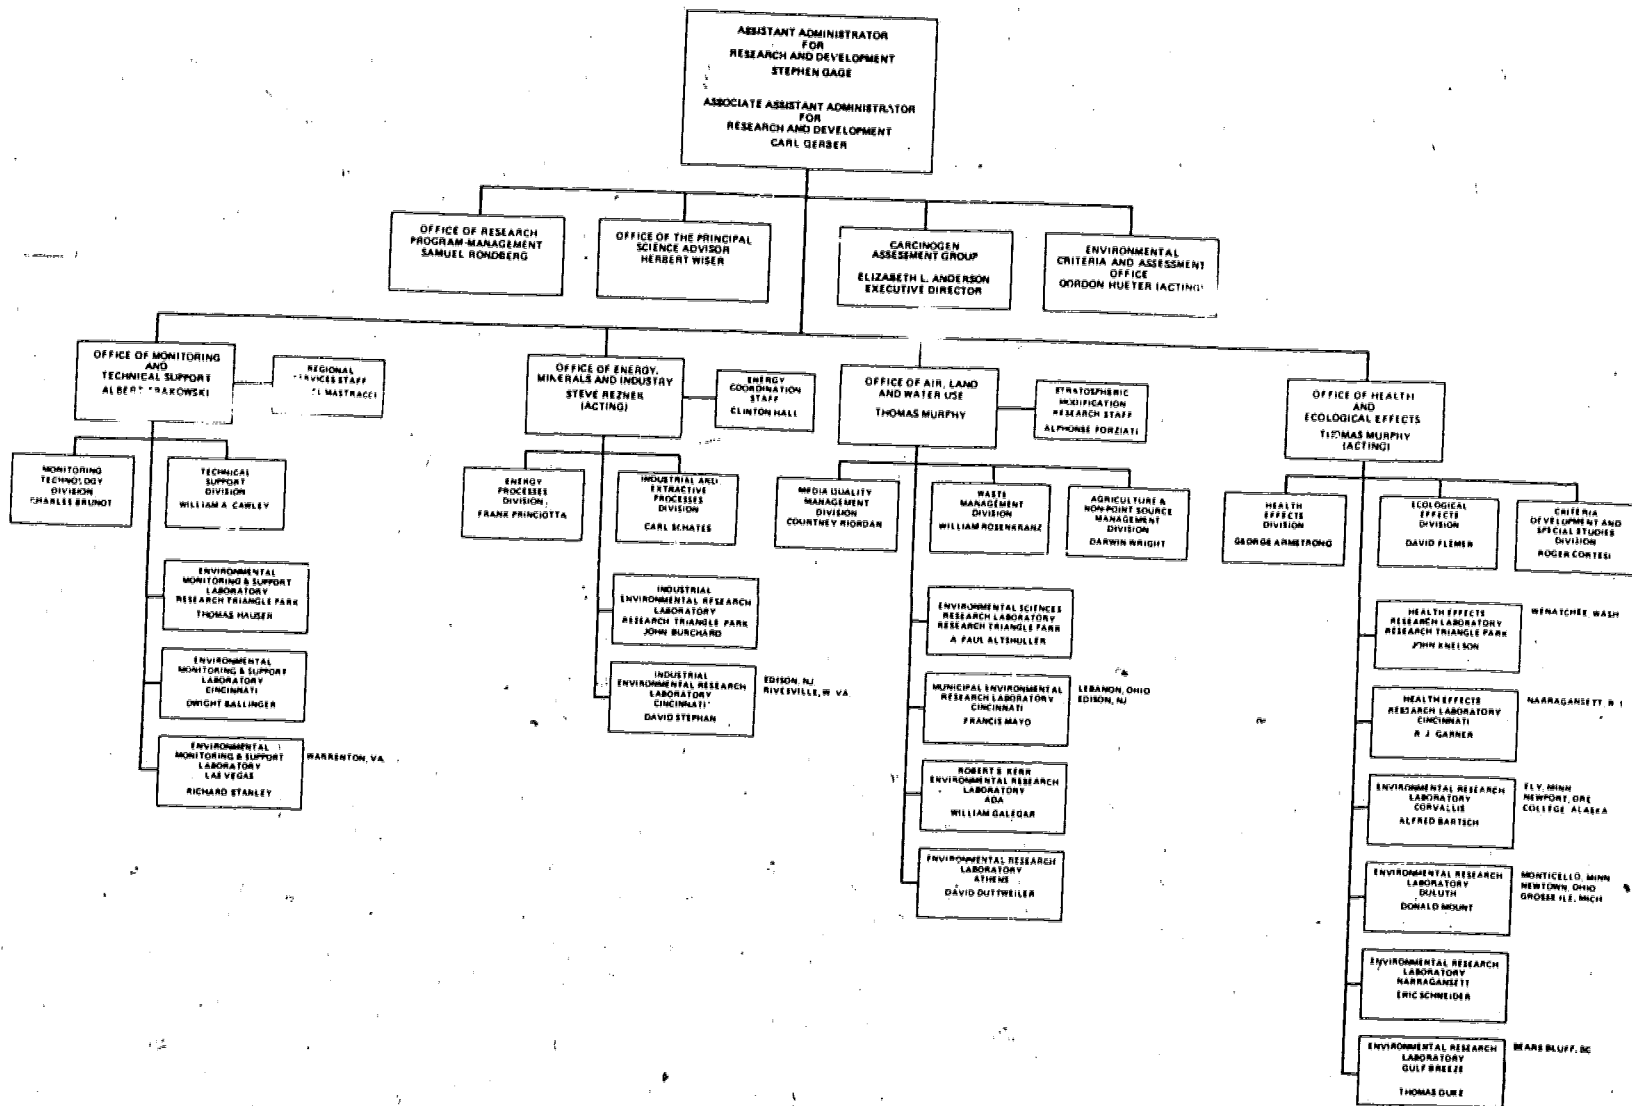 ASSISTANT ADMINISTRATOR
FOR
RESEARCH AND DEVELOPMENT
STEPHEN GAGE
ASSOCIATE ASSISTANT ADMINISTRATOR
FOR
RESEARCH AND DEVELOPMENT
CARL GERBER
OFFICE OF RESEARCH
PROGRAM-MANAGEMENT
SAMUEL RONDBERG
OFFICE OF THE PRINCIPAL
SCIENCE ADVISOR
HERBERT WISER
CARCINOGEN
ASSESSMENT GROUP
ELIZABETH L. ANDERSON
EXECUTIVE DIRECTOR
ENVIRONMENTAL
CRITERIA AND ASSESSMENT
OFFICE
GORDON HUETER (ACTING)
OFFICE OF MONITORING
AND
TECHNICAL SUPPORT
ALBERT
REGIONAL
STAFF
MASTRACCI
MONITORING
TECHNOLOGY
DIVISION
CHARLES BRUNOT
TECHNICAL
SUPPORT
DIVISION
WILLIAM A. CAWLEY
ENVIRONMENTAL
MONITORING & SUPPORT
LABORATORY
RESEARCH TRIANGLE PARK
THOMAS HAUSER
ENVIRONMENTAL
MONITORING & SUPPORT
LABORATORY
CINCINNATI
DWIGHT BALLINGER
ENVIRONMENTAL
MONITORING & SUPPORT
LABORATORY
LAS VEGAS
RICHARD STANLEY
WARRENTON, VA
OFFICE OF ENERGY,
MINERALS AND INDUSTRY
STEVE REZNEK
(ACTING)
ENERGY
COORDINATION
STAFF
CLINTON HALL
ENERGY
PROCESSES
DIVISION
FRANK PRINCIOTTA
INDUSTRIAL AND
EXTRACTIVE
PROCESSES
DIVISION
CARL SCHATES
INDUSTRIAL
ENVIRONMENTAL RESEARCH
LABORATORY
RESEARCH TRIANGLE PARK
JOHN BURCHARD
INDUSTRIAL
ENVIRONMENTAL RESEARCH
LABORATORY
CINCINNATI
DAVID STEPHAN
EDISON, NJ
RIVESVILLE, W. VA
OFFICE OF AIR, LAND
AND WATER USE
THOMAS MURPHY
STRATOSPHERIC
MODIFICATION
RESEARCH STAFF
ALPHONSE FORZIATI
MEDIA QUALITY
MANAGEMENT
DIVISION
COURTNEY RIORDAN
WASTE
MANAGEMENT
DIVISION
WILLIAM ROSENKRANZ
AGRICULTURE &
NON-POINT SOURCE
MANAGEMENT
DIVISION
DARWIN WRIGHT
ENVIRONMENTAL SCIENCES
RESEARCH LABORATORY
RESEARCH TRIANGLE PARK
A PAUL ALTSHULLER
MUNICIPAL ENVIRONMENTAL
RESEARCH LABORATORY
CINCINNATI
FRANCIS MAYO
LEBANON, OHIO
EDISON, NJ
ROBERT S. KERR
ENVIRONMENTAL RESEARCH
LABORATORY
ADA
WILLIAM GALEGAR
ENVIRONMENTAL RESEARCH
LABORATORY
ATHENS
DAVID DUTTWEILER
OFFICE OF HEALTH
AND
ECOLOGICAL EFFECTS
THOMAS MURPHY
(ACTING)
HEALTH
EFFECTS
DIVISION
GEORGE ARMSTRONG
ECOLOGICAL
EFFECTS
DIVISION
DAVID FLEMER
CRITERIA
DEVELOPMENT AND
SPECIAL STUDIES
DIVISION
ROGER CORTESI
HEALTH EFFECTS
RESEARCH LABORATORY
RESEARCH TRIANGLE PARK
JOHN KNELSON
WENATCHEE, WASH
HEALTH EFFECTS
RESEARCH LABORATORY
CINCINNATI
R. J. GARNER
NARRAGANSETT, R I
ENVIRONMENTAL RESEARCH
LABORATORY
CORVALLIS
ALFRED BARTSCH
ELY, MINN
NEWPORT, ORE
COLLEGE, ALASKA
ENVIRONMENTAL RESEARCH
LABORATORY
DULUTH
DONALD MOUNT
MONTICELLO, MINN
NEWTOWN, OHIO
GROSSE ILE, MICH
ENVIRONMENTAL RESEARCH
LABORATORY
NARRAGANSETT
ERIC SCHNEIDER
ENVIRONMENTAL RESEARCH
LABORATORY
GULF BREEZE
THOMAS DUKE
BEARS BLUFF, SC